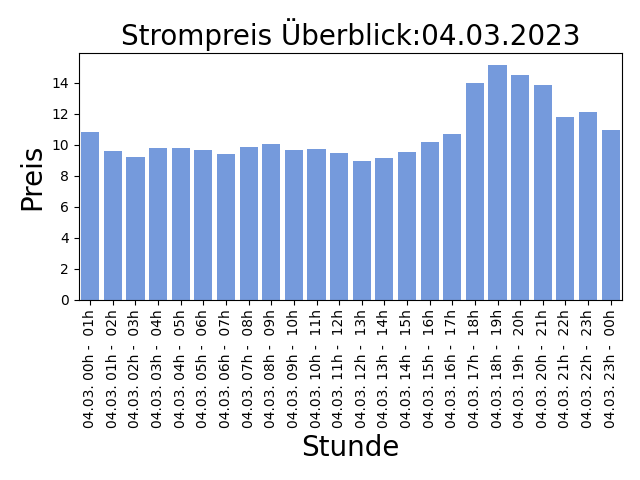 Strompreis Überblick:04.03.2023
Preis
14
12
10
8
6
4
2
0
04.03. 00h - 01h
04.03. 01h - 02h
04.03. 02h - 03h
04.03. 03h - 04h
04.03. 04h - 05h
04.03. 05h - 06h
04.03. 06h - 07h
04.03. 07h - 08h
04.03. 08h - 09h
04.03. 09h - 10h
04.03. 10h - 11h
04.03. 11h - 12h
04.03. 12h - 13h
04.03. 13h - 14h
04.03. 14h - 15h
04.03. 15h - 16h
04.03. 16h - 17h
04.03. 17h - 18h
04.03. 18h - 19h
04.03. 19h - 20h
04.03. 20h - 21h
04.03. 21h - 22h
04.03. 22h - 23h
04.03. 23h - 00h
Stunde